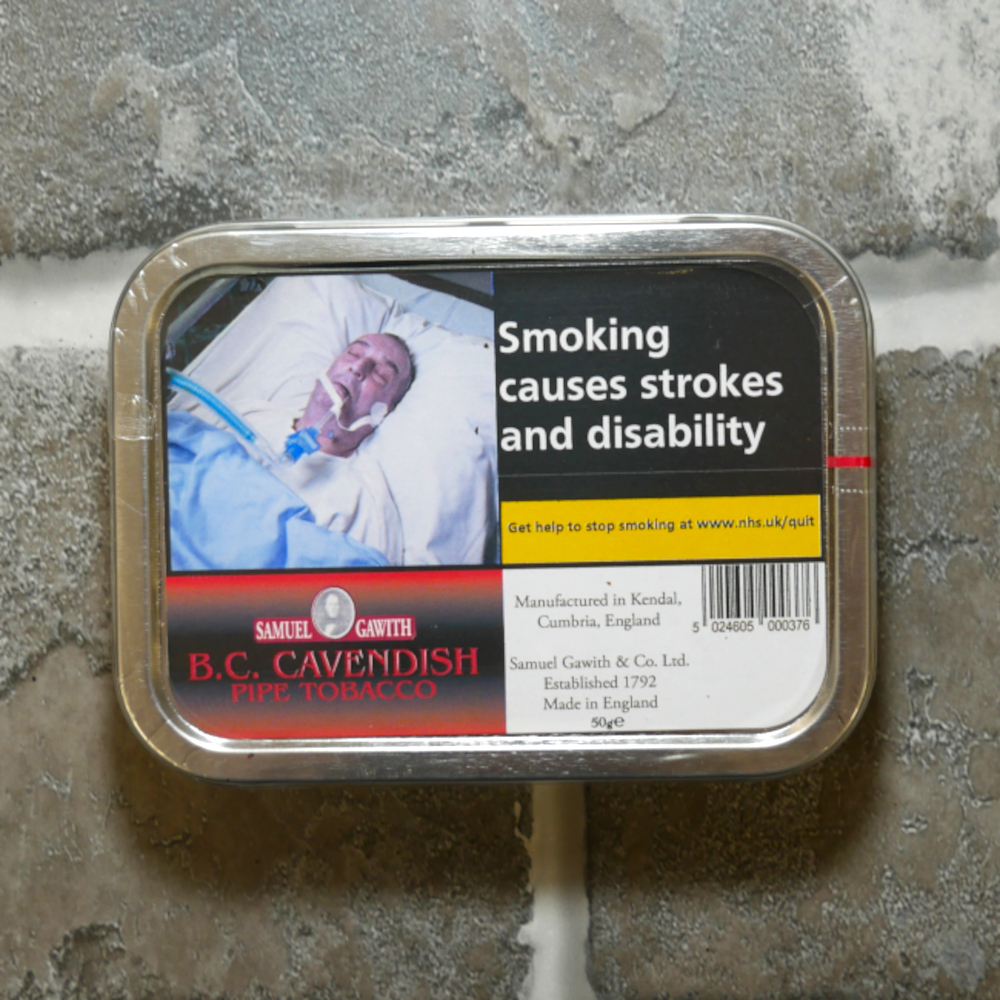 Smoking
causes strokes
and disability
Get help to stop smoking at www.nhs.uk/quit
SAMUEL GAWITH
B.C. CAVENDISH
PIPE TOBACCO
Manufactured in Kendal,
Cumbria, England
5 024605 000376
Samuel Gawith & Co. Ltd.
Established 1792
Made in England
50g℮